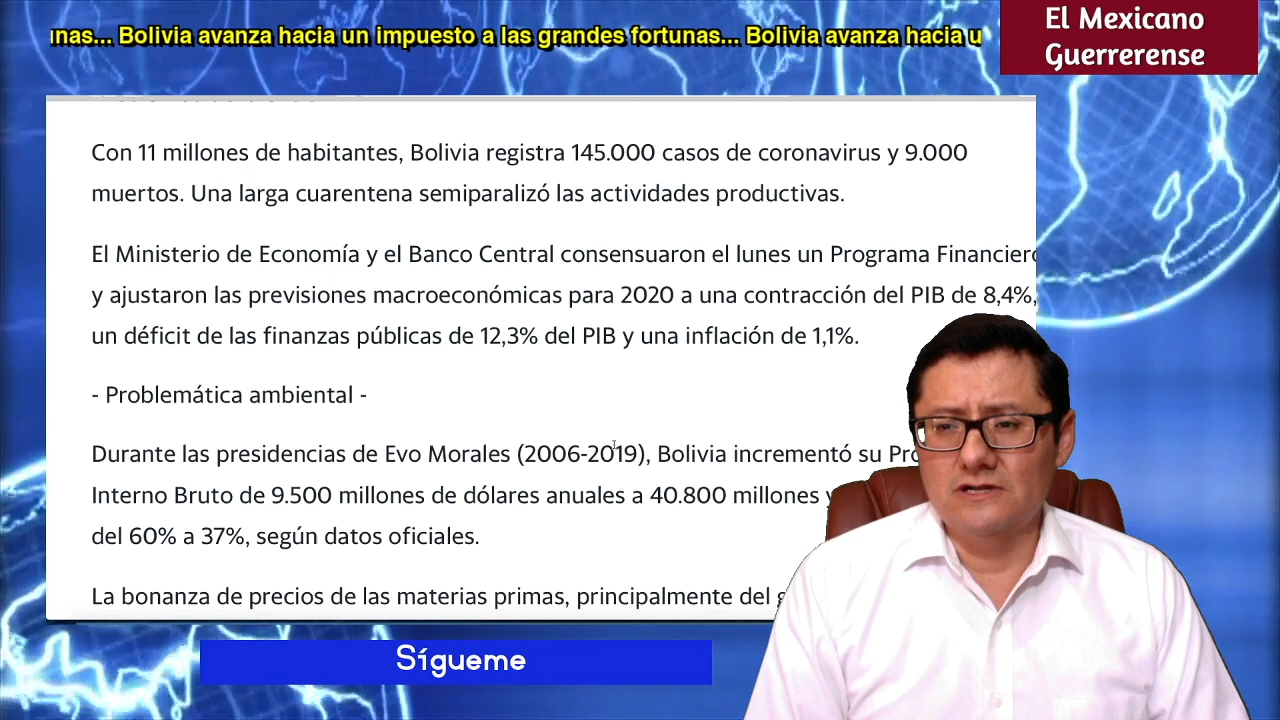 Bolivia avanza hacia un impuesto a las grandes fortunas... Bolivia avanza hacia
El Mexicano
Guerrerense
Con 11 millones de habitantes, Bolivia registra 145.000 casos de coronavirus y 9.000
muertos. Una larga cuarentena semiparalizó las actividades productivas.
El Ministerio de Economía y el Banco Central consensuaron el lunes un Programa Financiero
y ajustaron las previsiones macroeconómicas para 2020 a una contracción del PIB de 8,4%,
un déficit de las finanzas públicas de 12,3% del PIB y una inflación de 1,1%.
- Problemática ambiental -
Durante las presidencias de Evo Morales (2006-2019), Bolivia incrementó su
Interno Bruto de 9.500 millones de dólares anuales a 40.800 millones y
del 60% a 37%, según datos oficiales.
La bonanza de precios de las materias primas, principalmente del
Sígueme